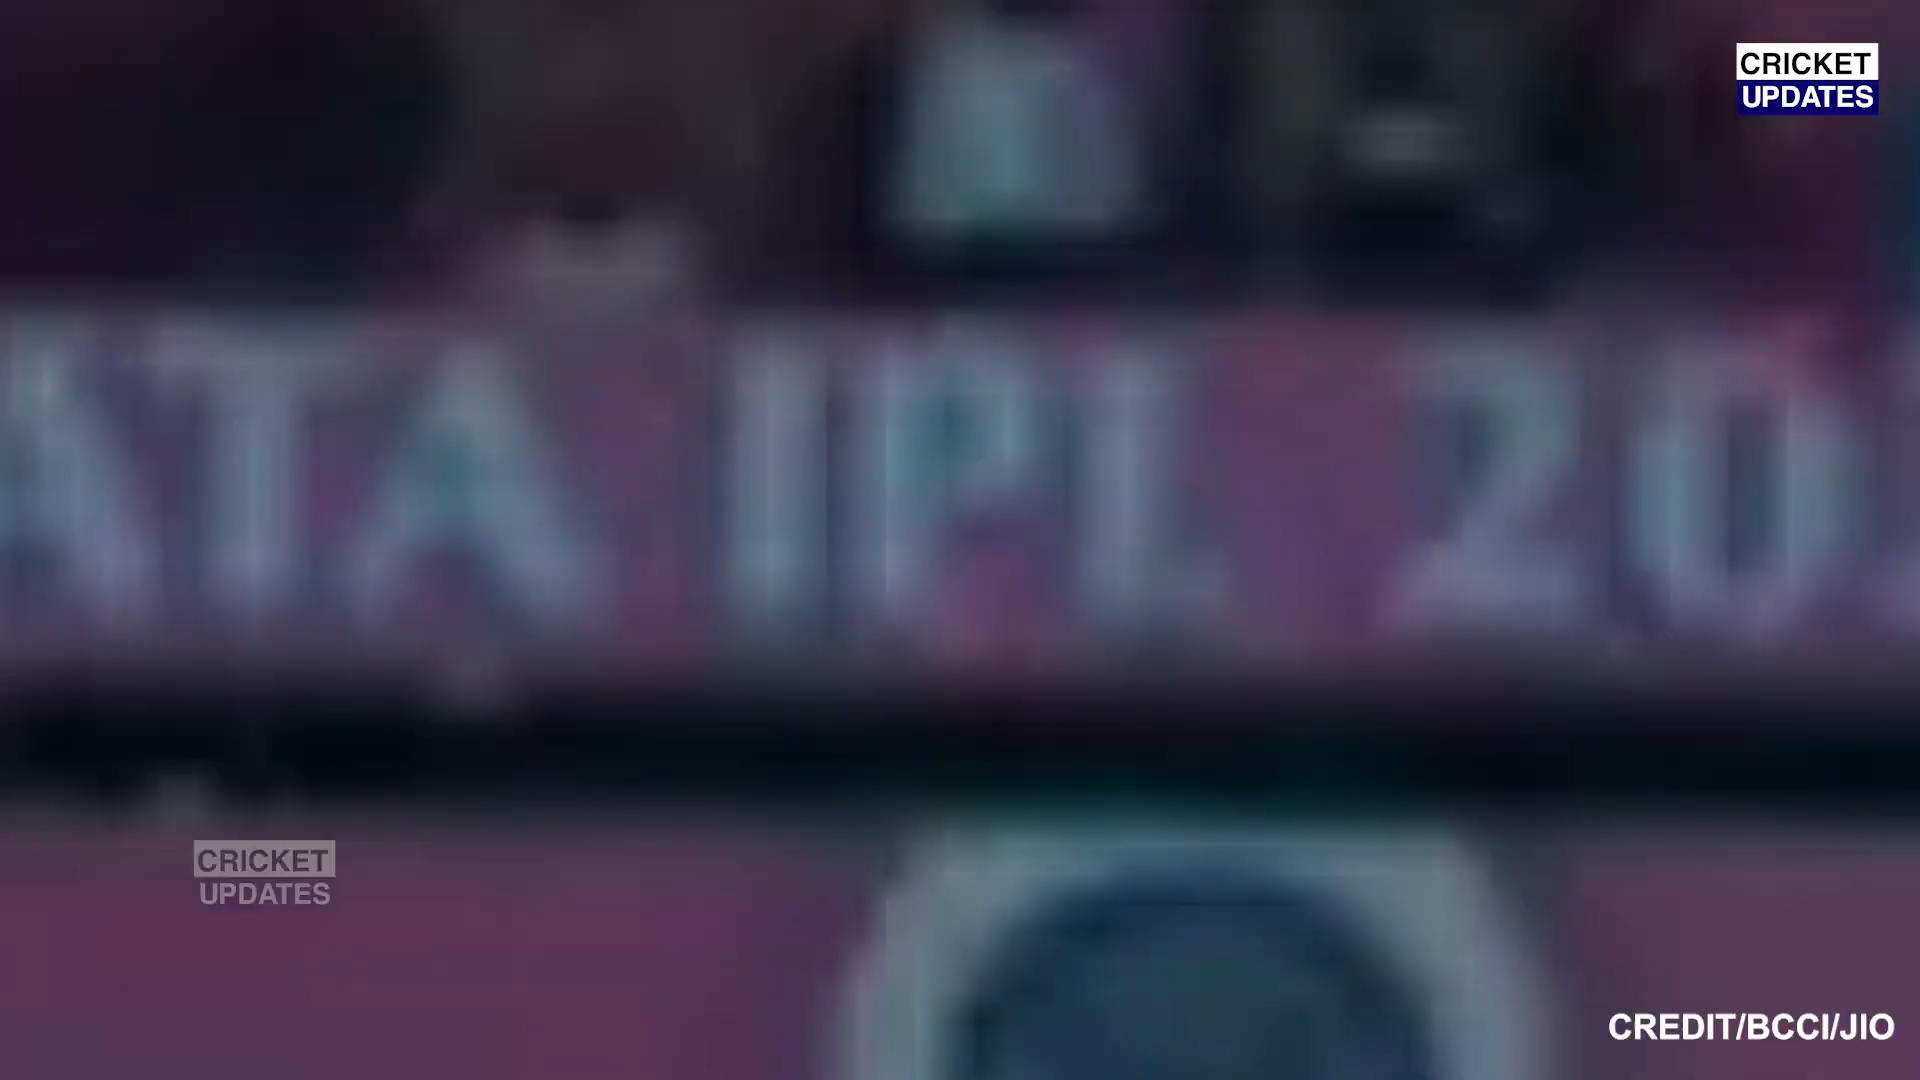 CRICKET
UPDATES
ATA IPL 20
CRICKET
UPDATES
CREDIT/BCCI/JIO